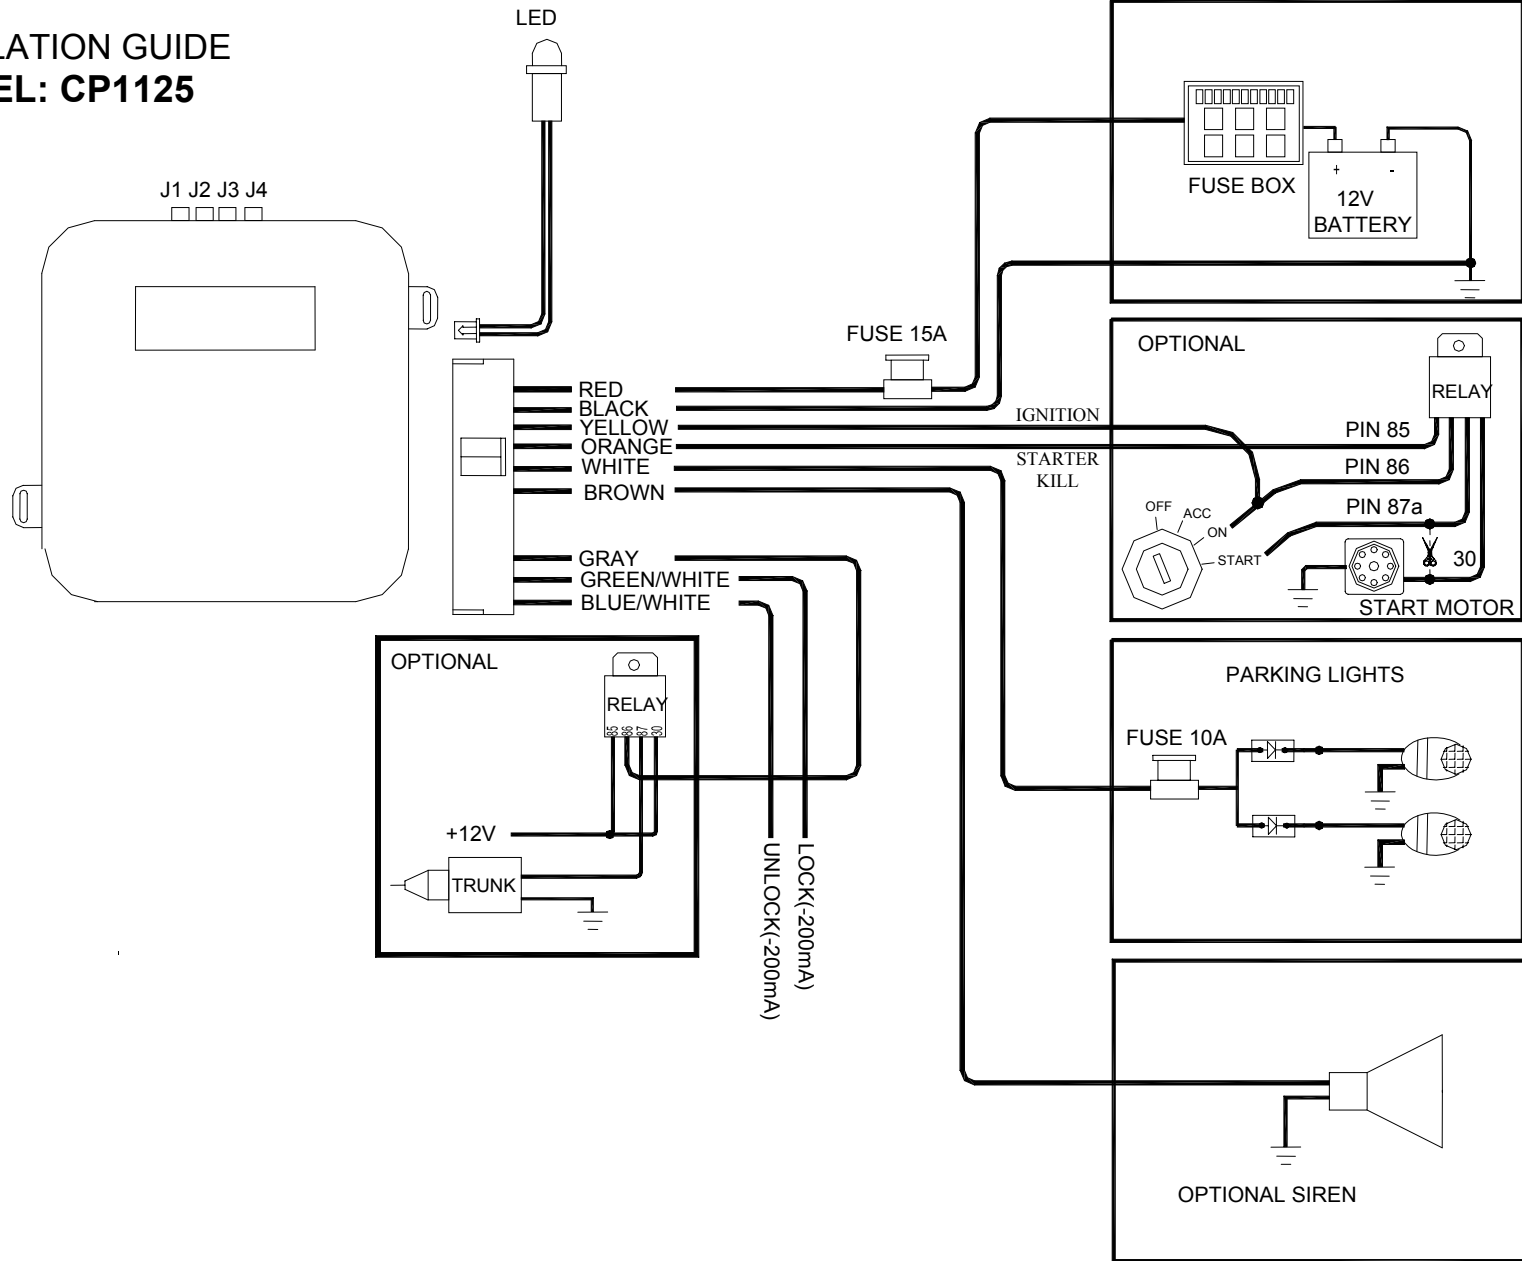 LATION GUIDE
EL: CP1125
LED
J1 J2 J3 J4
FUSE BOX
+ -
12V
BATTERY
FUSE 15A
RED
BLACK
YELLOW
ORANGE
WHITE
BROWN
GRAY
GREEN/WHITE
BLUE/WHITE
IGNITION
STARTER
KILL
OPTIONAL
RELAY
PIN 85
PIN 86
PIN 87a
30
OFF
ACC
ON
START
START MOTOR
OPTIONAL
RELAY
85 86 87 30
+12V
TRUNK
LOCK(-200mA)
UNLOCK(-200mA)
PARKING LIGHTS
FUSE 10A
OPTIONAL SIREN